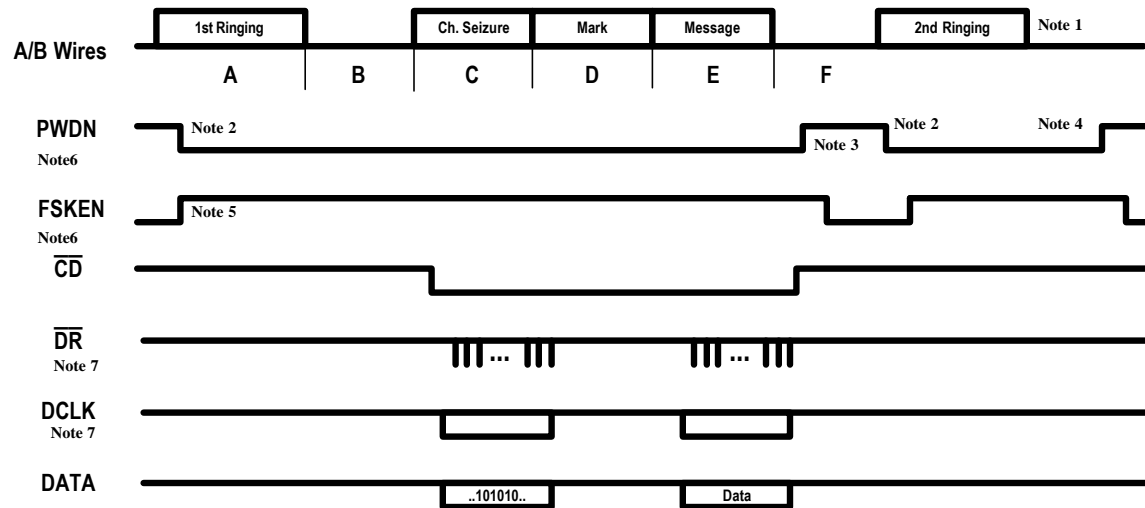 1st Ringing Ch. Seizure Mark Message 2nd Ringing Note 1
A/B Wires
A B C D E F
PWDN Note 2 Note 3 Note 2 Note 4
Note6
FSKEN Note 5
Note6
CD
DR ... ...
Note 7
DCLK
Note 7
DATA ..101010.. Data